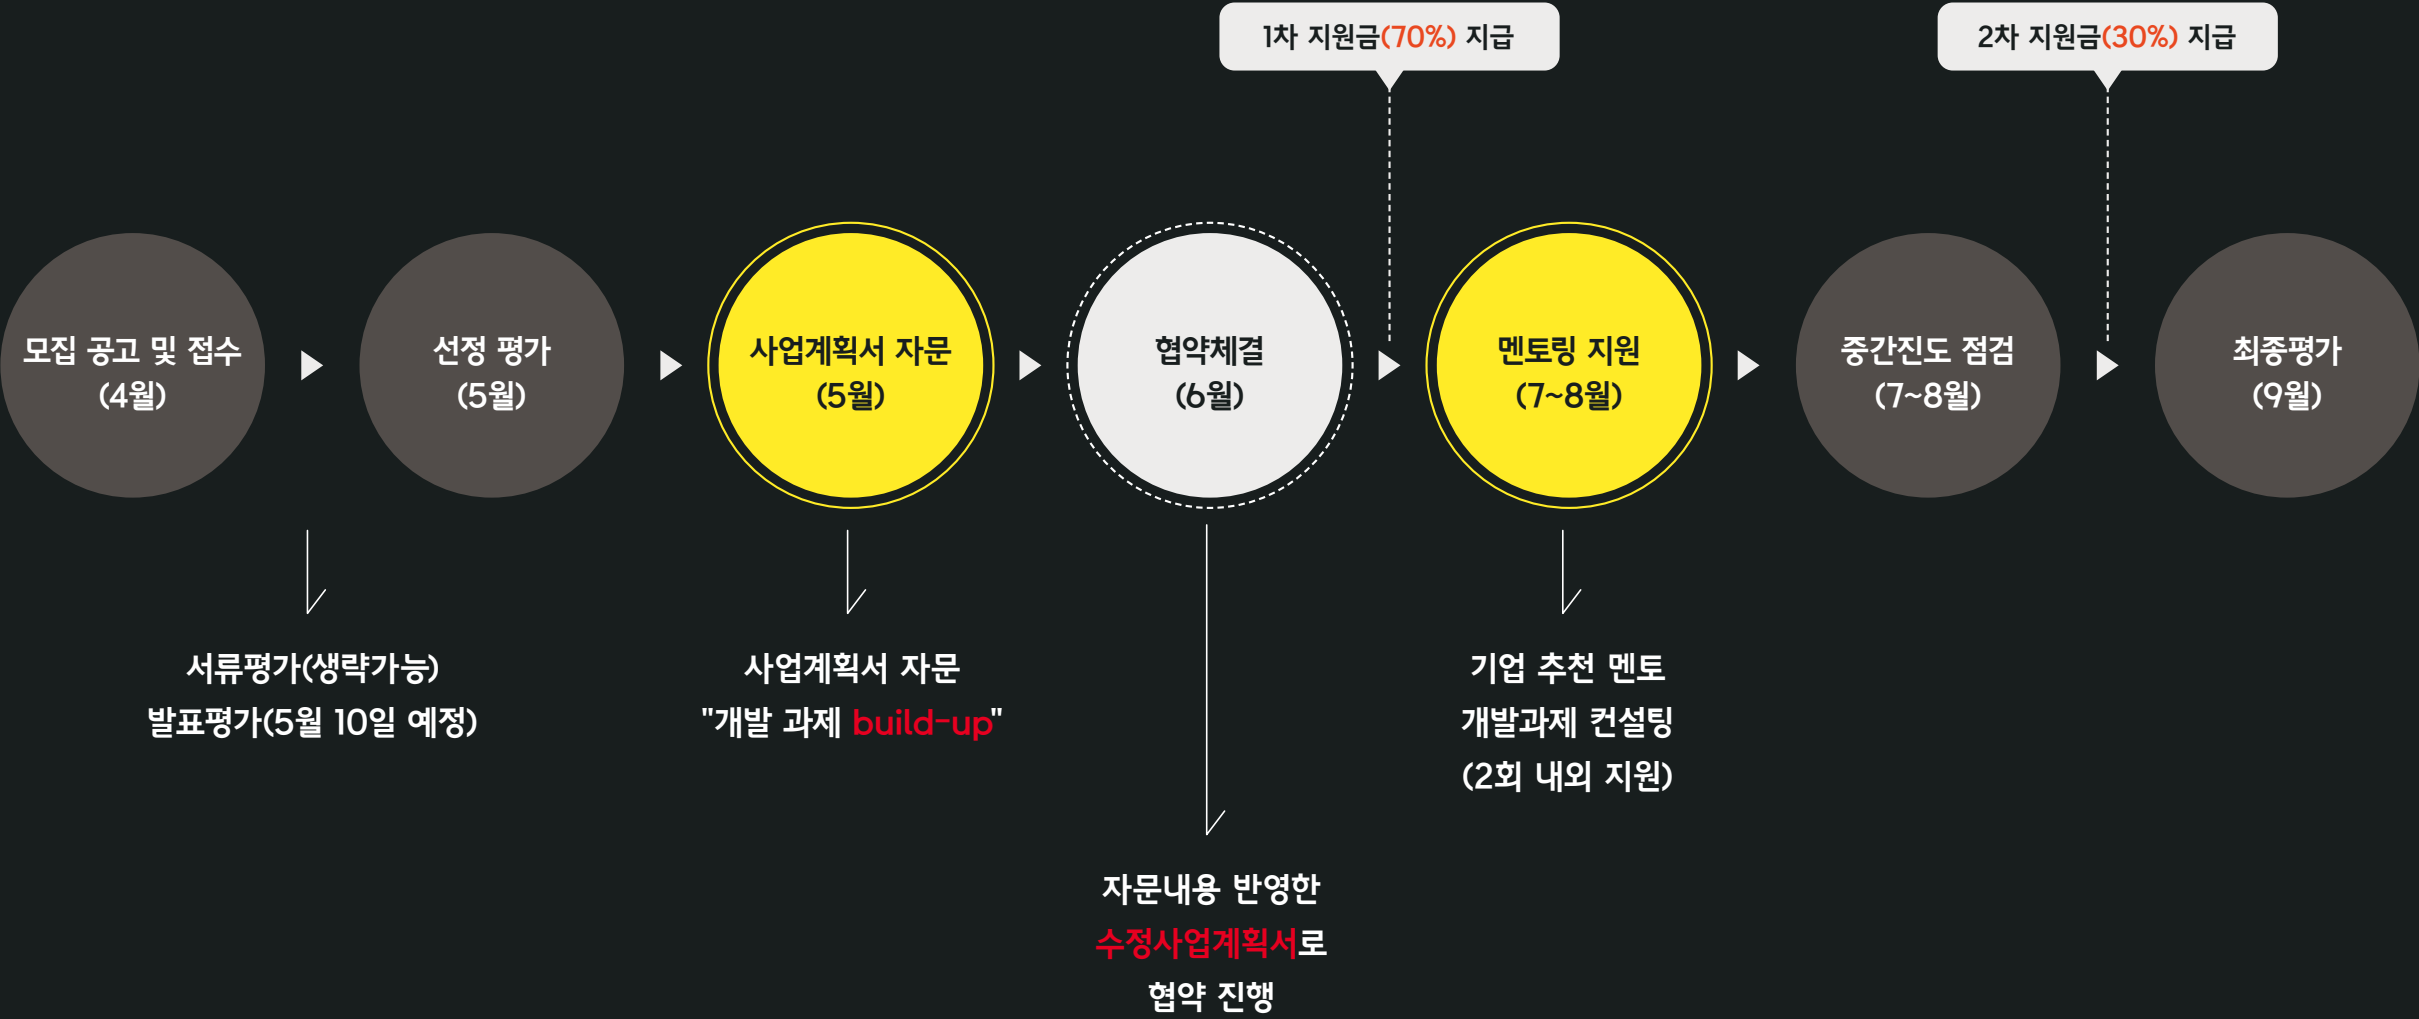 1차 지원금(70%) 지급
2차 지원금(30%) 지급
모집 공고 및 접수
(4월)
선정 평가
(5월)
사업계획서 자문
(5월)
협약체결
(6월)
멘토링 지원
(7~8월)
중간진도 점검
(7~8월)
최종평가
(9월)
서류평가(생략가능)
발표평가(5월 10일 예정)
사업계획서 자문
"개발 과제 build-up"
자문내용 반영한
수정사업계획서로
협약 진행
기업 추천 멘토
개발과제 컨설팅
(2회 내외 지원)